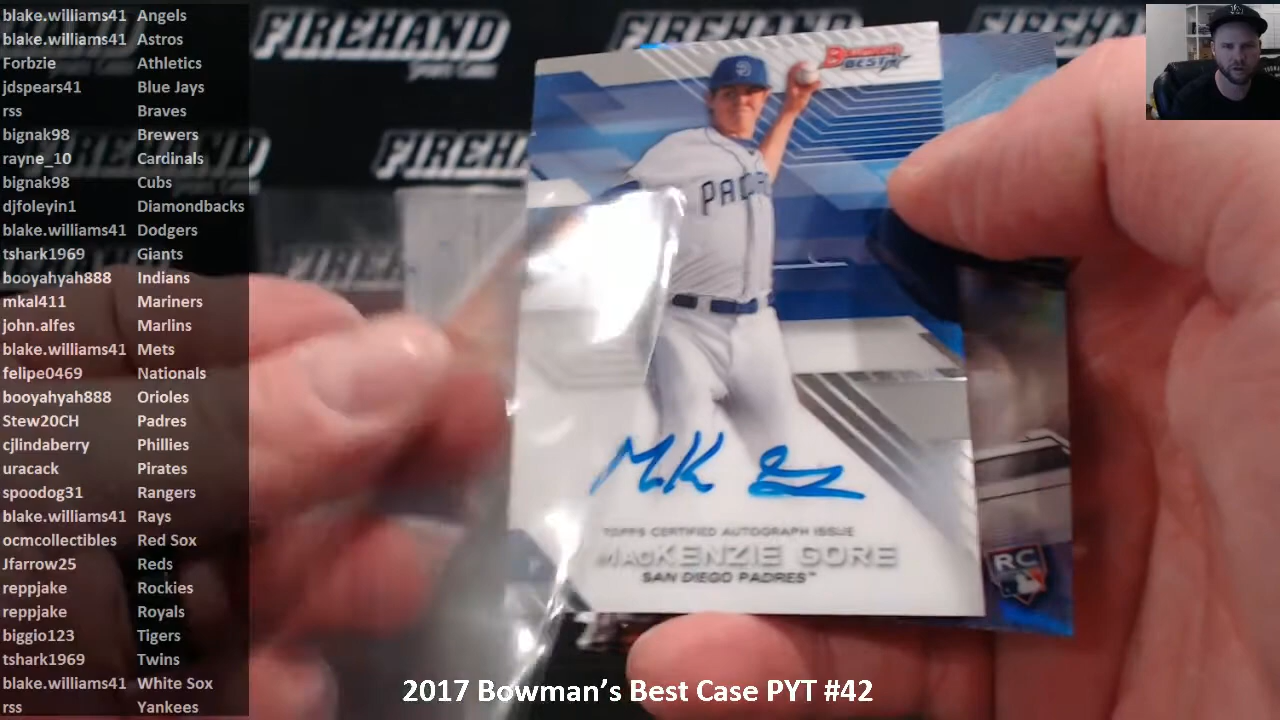 blake.williams41 Angels
blake.williams41 Astros
Forbzie Athletics
jdspears41 Blue Jays
rss Braves
bignak98 Brewers
rayne_10 Cardinals
bignak98 Cubs
djfoleyin1 Diamondbacks
blake.williams41 Dodgers
tshark1969 Giants
booyahyah888 Indians
mkal411 Mariners
john.alfes Marlins
blake.williams41 Mets
felipe0469 Nationals
booyahyah888 Orioles
Stew20CH Padres
cjlindaberry Phillies
uracack Pirates
spoodog31 Rangers
blake.williams41 Rays
ocmcollectibles Red Sox
Jfarrow25 Reds
reppjake Rockies
reppjake Royals
biggio123 Tigers
tshark1969 Twins
blake.williams41 White Sox
rss Yankees
FIREHAND
FIREHAND
FIREH
BOWMAN'S
BEST
PADR
MK
TOPPS CERTIFIED AUTOGRAPH ISSUE
MACKENZIE GORE
SAN DIEGO PADRES™
RC
2017 Bowman's Best Case PYT #42